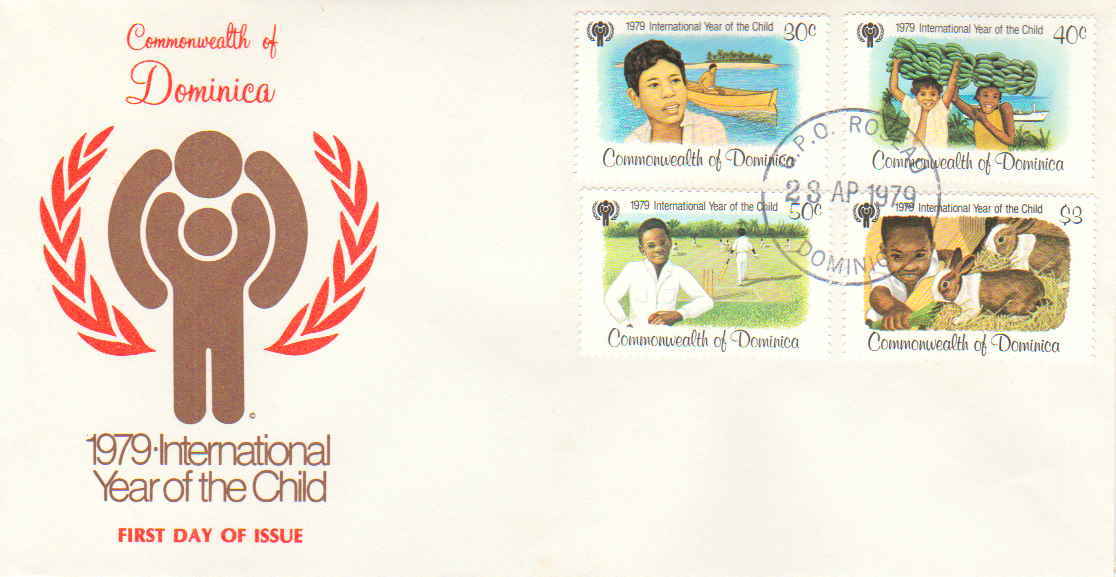 Commonwealth of
Dominica
©
1979·International
Year of the Child
FIRST DAY OF ISSUE
1979 International Year of the Child 30c
Commonwealth of Dominica
1979 International Year of the Child 40c
Commonwealth of Dominica
1979 International Year of the Child
50c
Commonwealth of Dominica
1979 International Year of the Child
$3
Commonwealth of Dominica
G.P.O. ROSEAU
23 AP 1979
DOMINICA